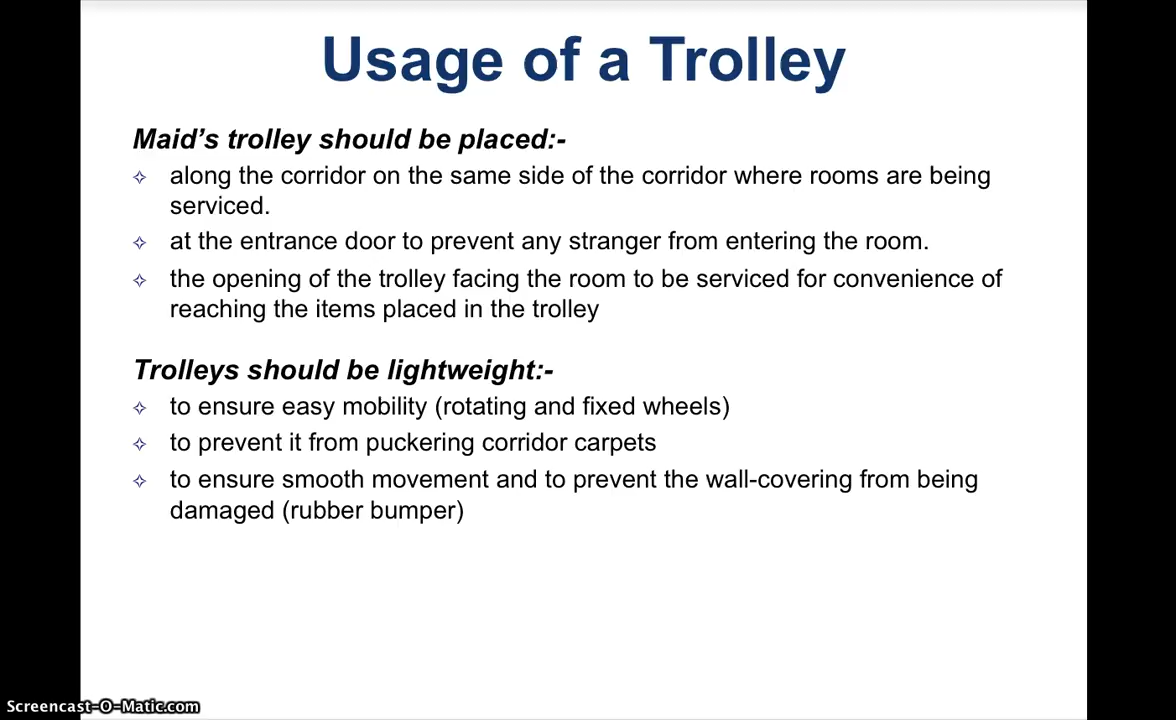 Usage of a Trolley
Maid's trolley should be placed:-
along the corridor on the same side of the corridor where rooms are being
serviced.
at the entrance door to prevent any stranger from entering the room.
the opening of the trolley facing the room to be serviced for convenience of
reaching the items placed in the trolley
Trolleys should be lightweight:-
to ensure easy mobility (rotating and fixed wheels)
to prevent it from puckering corridor carpets
to ensure smooth movement and to prevent the wall-covering from being
damaged (rubber bumper)
Screencast-O-Matic.com